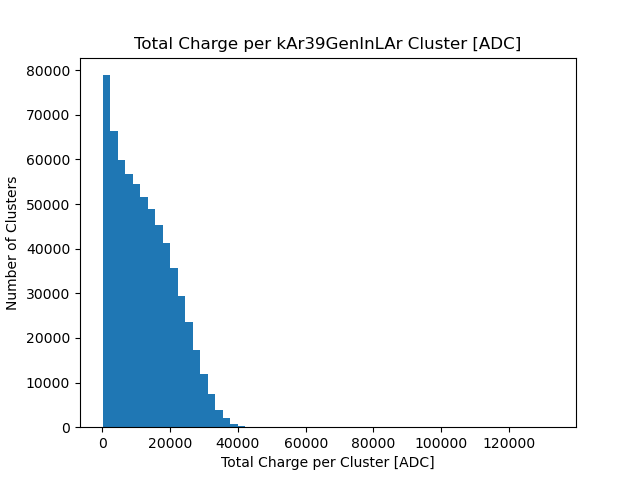 Total Charge per kAr39GenInLAr Cluster [ADC]
80000
70000
60000
50000
40000
30000
20000
10000
0
Number of Clusters
0 20000 40000 60000 80000 100000 120000
Total Charge per Cluster [ADC]